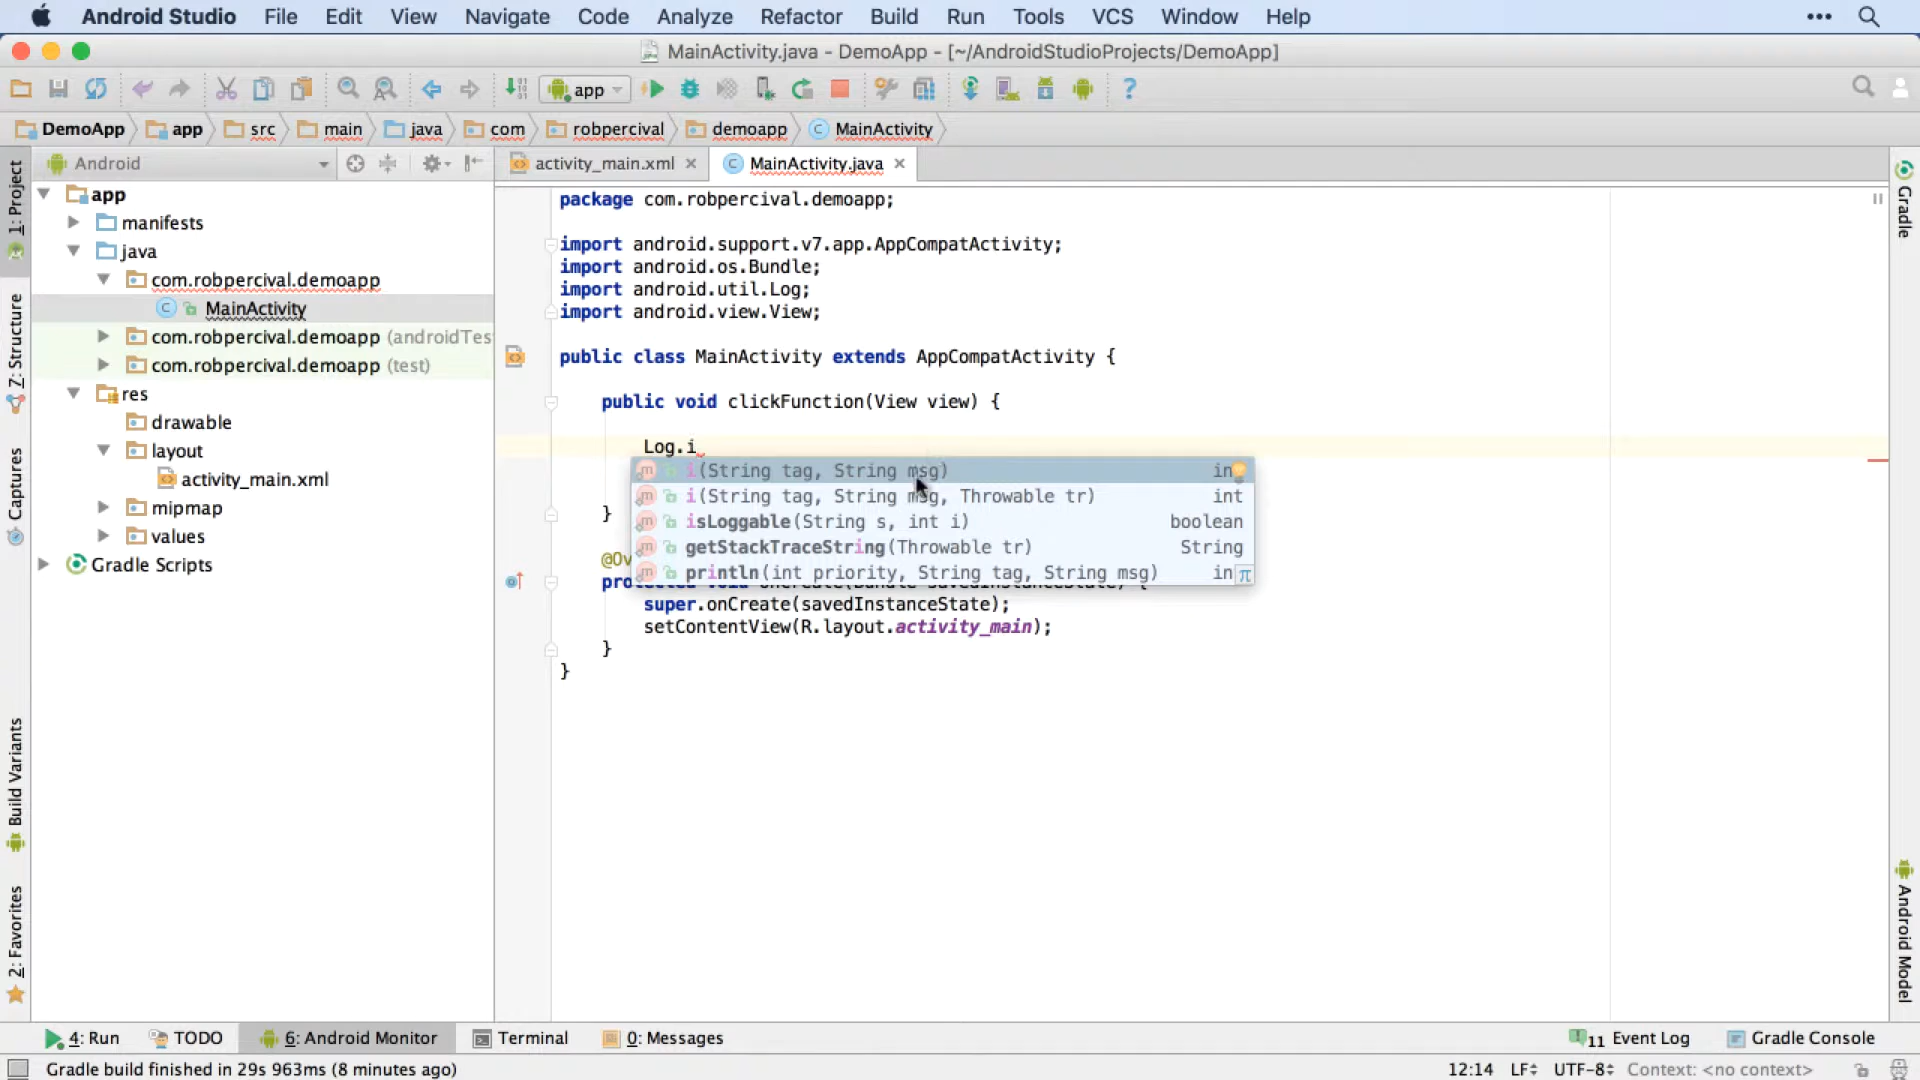 Android Studio File Edit View Navigate Code Analyze Refactor Build Run Tools VCS Window Help
MainActivity.java - DemoApp - [~/AndroidStudioProjects/DemoApp]
app
DemoApp app src main java com robpercival demoapp MainActivity
Android
activity_main.xml MainActivity.java
1: Project
Z: Structure
Captures
Build Variants
2: Favorites
app
manifests
java
com.robpercival.demoapp
MainActivity
com.robpercival.demoapp (androidTes
com.robpercival.demoapp (test)
res
drawable
layout
activity_main.xml
mipmap
values
Gradle Scripts
package com.robpercival.demoapp;
import android.support.v7.app.AppCompatActivity;
import android.os.Bundle;
import android.util.Log;
import android.view.View;
public class MainActivity extends AppCompatActivity {
public void clickFunction(View view) {
Log.i
i(String tag, String msg) in
i(String tag, String msg, Throwable tr) int
isLoggable(String s, int i) boolean
getStackTraceString(Throwable tr) String
println(int priority, String tag, String msg) in π
}
@Ov
protected void onCreate(Bundle savedInstanceState) {
super.onCreate(savedInstanceState);
setContentView(R.layout.activity_main);
}
}
Gradle
Android Model
4: Run TODO 6: Android Monitor Terminal 0: Messages 11 Event Log Gradle Console
Gradle build finished in 29s 963ms (8 minutes ago) 12:14 LF UTF-8 Context: <no context>